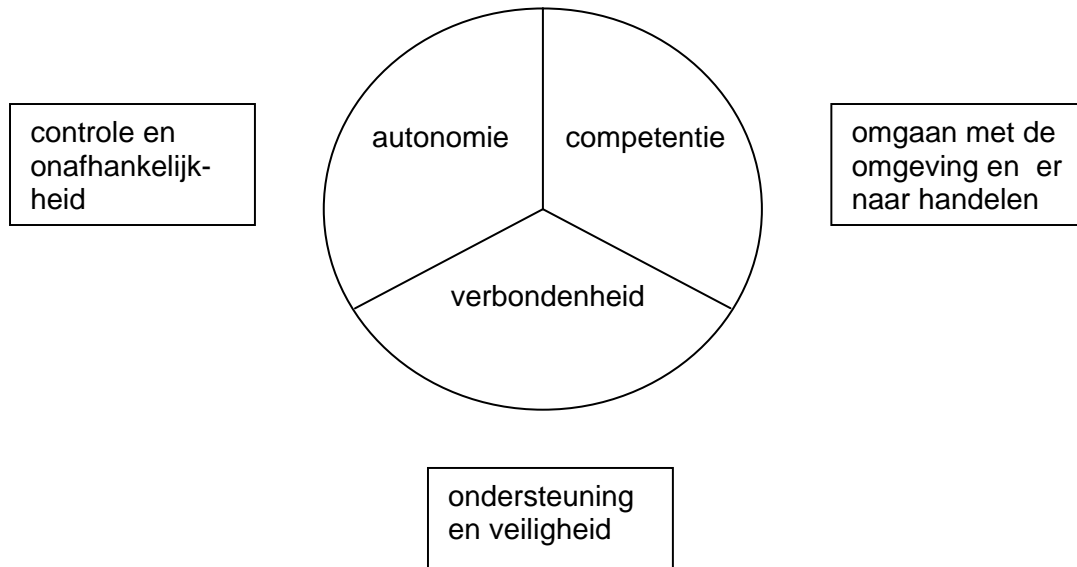 controle en
onafhankelijk-
heid
autonomie
competentie
omgaan met de
omgeving en  er
naar handelen
verbondenheid
ondersteuning
en veiligheid